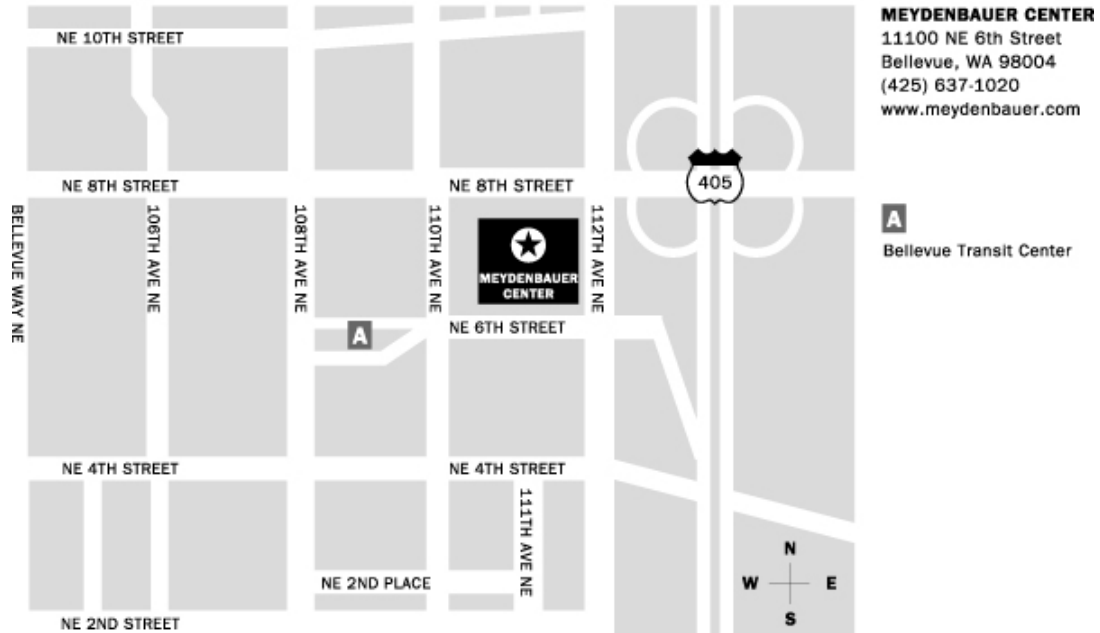 MEYDENBAUER CENTER
11100 NE 6th Street
Bellevue, WA 98004
(425) 637-1020
www.meydenbauer.com
A
Bellevue Transit Center
NE 10TH STREET
NE 8TH STREET
NE 8TH STREET
405
BELLEVUE WAY NE
106TH AVE NE
108TH AVE NE
110TH AVE NE
112TH AVE NE
MEYDENBAUER
CENTER
A
NE 6TH STREET
NE 4TH STREET
NE 4TH STREET
111TH AVE NE
NE 2ND PLACE
NE 2ND STREET
N
W
E
S